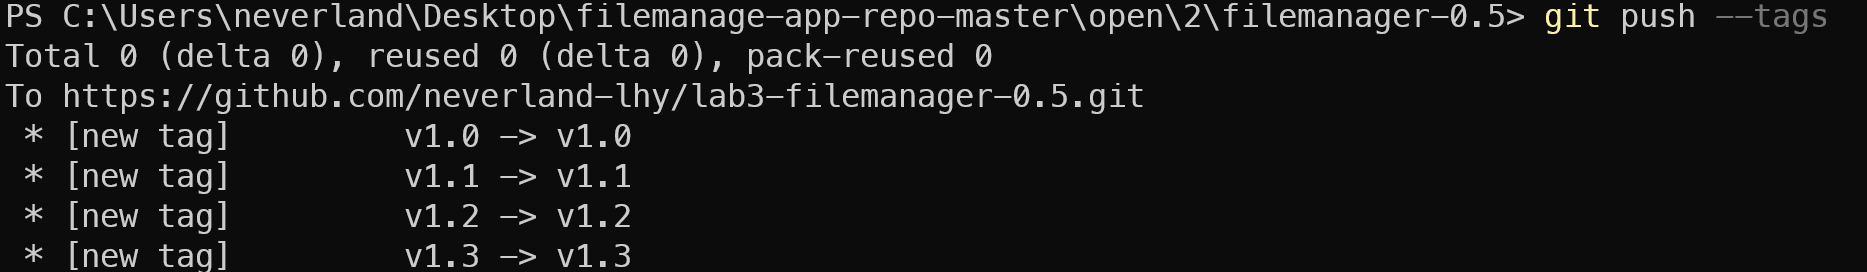 PS C:\Users\neverland\Desktop\filemanage-app-repo-master\open\2\filemanager-0.5> git push --tags
Total 0 (delta 0), reused 0 (delta 0), pack-reused 0
To https://github.com/neverland-lhy/lab3-filemanager-0.5.git
 * [new tag]         v1.0 -> v1.0
 * [new tag]         v1.1 -> v1.1
 * [new tag]         v1.2 -> v1.2
 * [new tag]         v1.3 -> v1.3